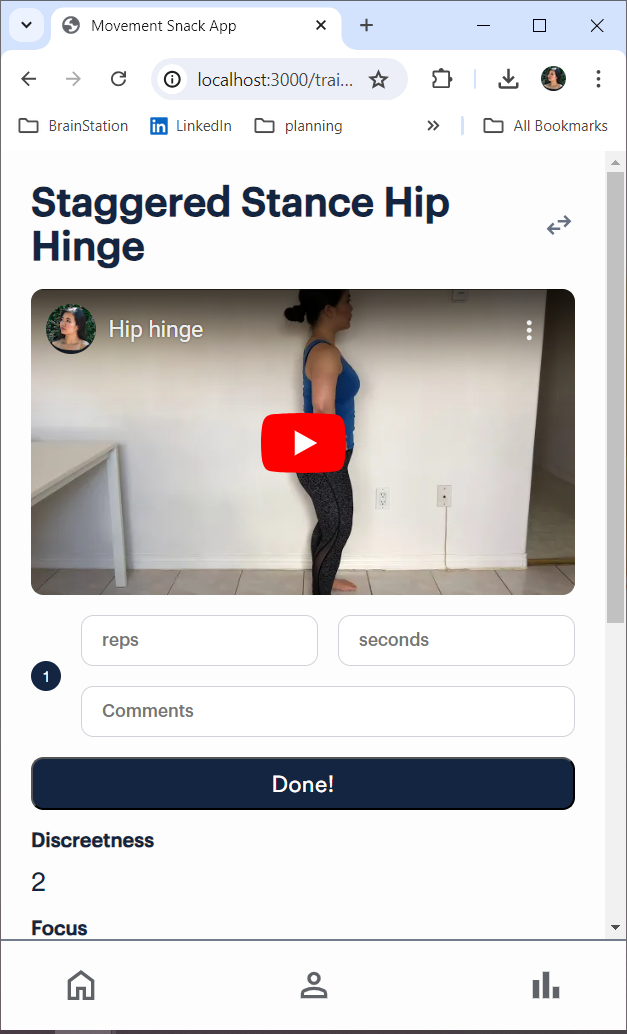 Movement Snack App
localhost:3000/trai...
BrainStation LinkedIn planning All Bookmarks
Staggered Stance Hip
Hinge
Hip hinge
reps seconds
1
Comments
Done!
Discreetness
2
Focus